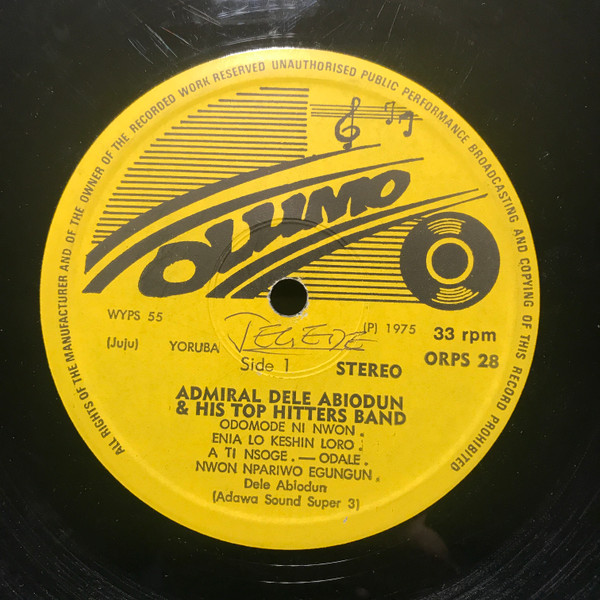 ALL RIGHTS OF THE MANUFACTURER AND OF THE OWNER OF THE RECORDED WORK RESERVED UNAUTHORISED PUBLIC PERFORMANCE BROADCASTING AND COPYING OF THIS RECORD PROHIBITED
OLUMO
WYPS 55
(P) 1975
33 rpm
(Juju)
YORUBA
Side 1
STEREO
ORPS 28
ADMIRAL DELE ABIODUN
& HIS TOP HITTERS BAND
ODOMODE NI NWON.
ENIA LO KESHIN LORO.
A TI NSOGE. — ODALE.
NWON NPARIWO EGUNGUN.
Dele Abiodun
(Adawa Sound Super 3)